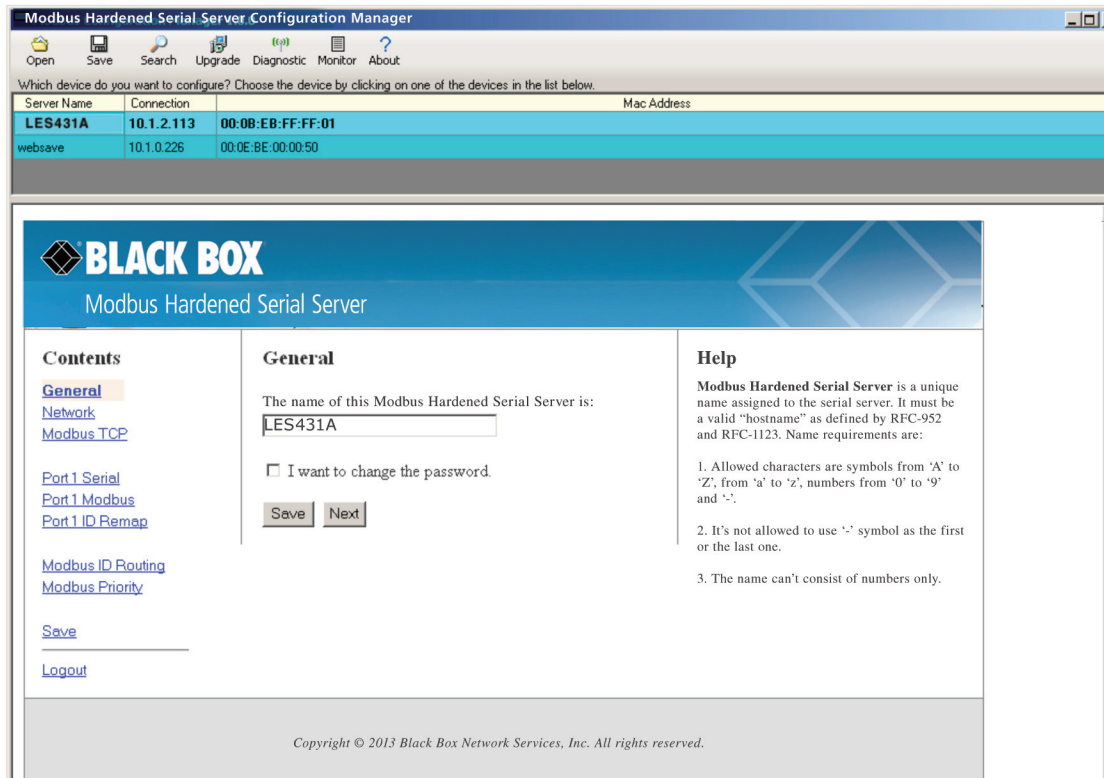 Modbus Hardened Serial Server Configuration Manager
Open Save Search Upgrade Diagnostic Monitor About
Which device do you want to configure? Choose the device by clicking on one of the devices in the list below.
Server Name Connection Mac Address
LES431A 10.1.2.113 00:0B:EB:FF:FF:01
websave 10.1.0.226 00:0E:BE:00:00:50
BLACK BOX
Modbus Hardened Serial Server
Contents
General
Network
Modbus TCP
Port 1 Serial
Port 1 Modbus
Port 1 ID Remap
Modbus ID Routing
Modbus Priority
Save
Logout
General
The name of this Modbus Hardened Serial Server is:
LES431A
I want to change the password.
Save Next
Help
Modbus Hardened Serial Server is a unique
name assigned to the serial server. It must be
a valid “hostname” as defined by RFC-952
and RFC-1123. Name requirements are:
1. Allowed characters are symbols from ‘A’ to
‘Z’, from ‘a’ to ‘z’, numbers from ‘0’ to ‘9’
and ‘-’.
2. It’s not allowed to use ‘-’ symbol as the first
or the last one.
3. The name can’t consist of numbers only.
Copyright © 2013 Black Box Network Services, Inc. All rights reserved.